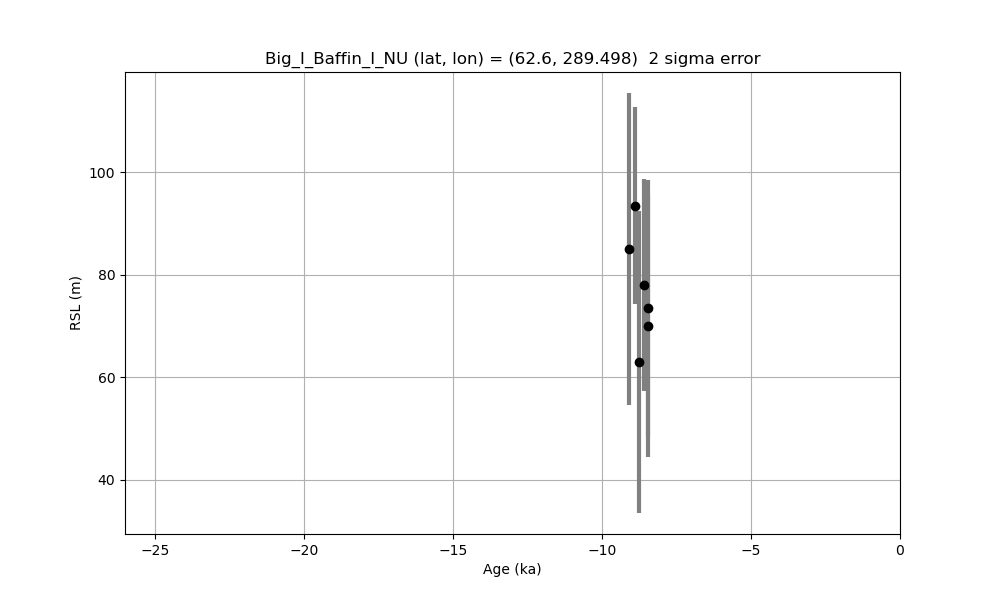 Big_I_Baffin_I_NU (lat, lon) = (62.6, 289.498)  2 sigma error
RSL (m)
100
80
60
40
−25 −20 −15 −10 −5 0
Age (ka)